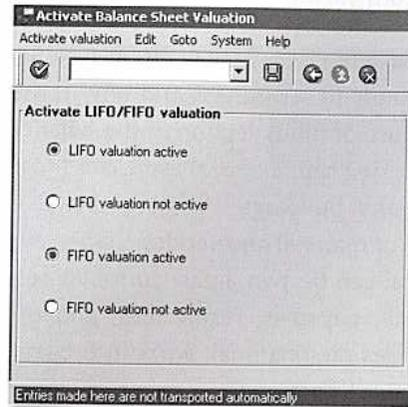 Activate Balance Sheet Valuation
Activate valuation Edit Goto System Help
Activate LIFO/FIFO valuation
LIFO valuation active
LIFO valuation not active
FIFO valuation active
FIFO valuation not active
Entries made here are not transported automatically